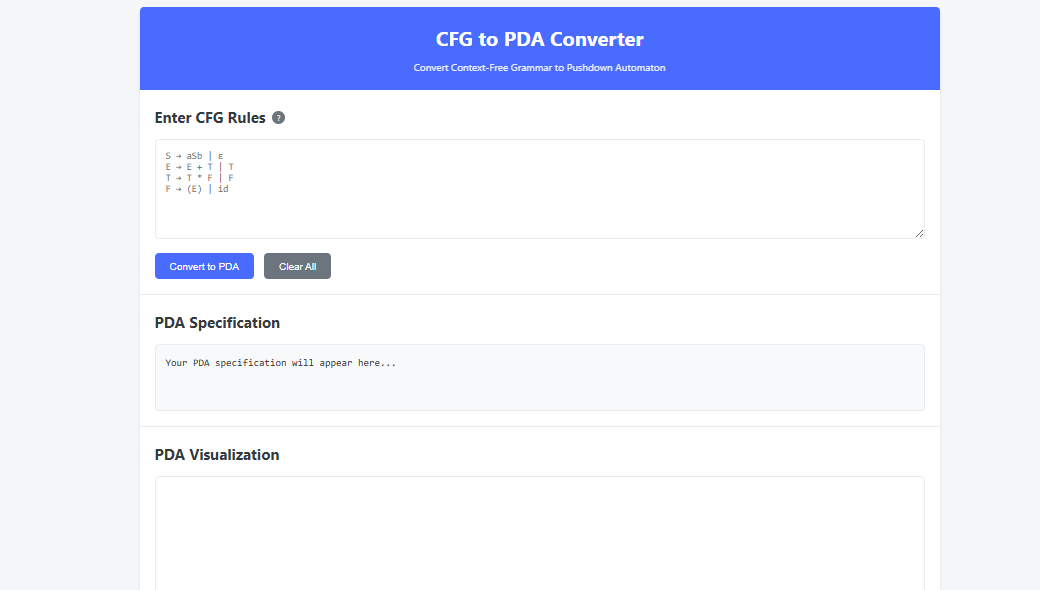 CFG to PDA Converter
Convert Context-Free Grammar to Pushdown Automaton
Enter CFG Rules ?
S → aSb | ε
E → E + T | T
T → T * F | F
F → (E) | id
Convert to PDA Clear All
PDA Specification
Your PDA specification will appear here...
PDA Visualization